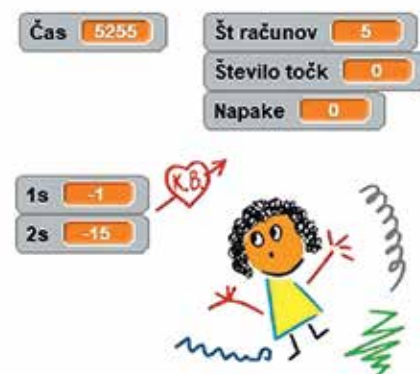 Čas 5255
Št računov 5
Število točk 0
Napake 0
K.B.
1s -1
2s -15